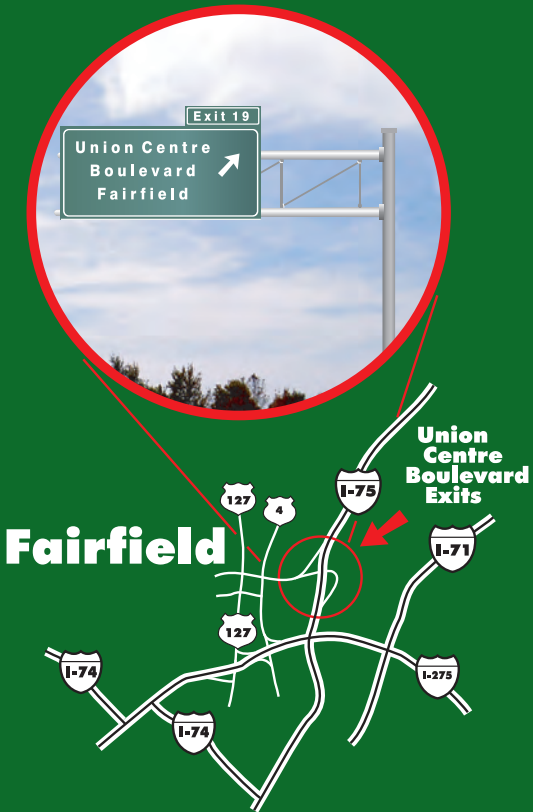 Exit 19
Union Centre
Boulevard
Fairfield
Union
Centre
Boulevard
Exits
I-75
127
4
Fairfield
I-71
127
I-74
I-275
I-74